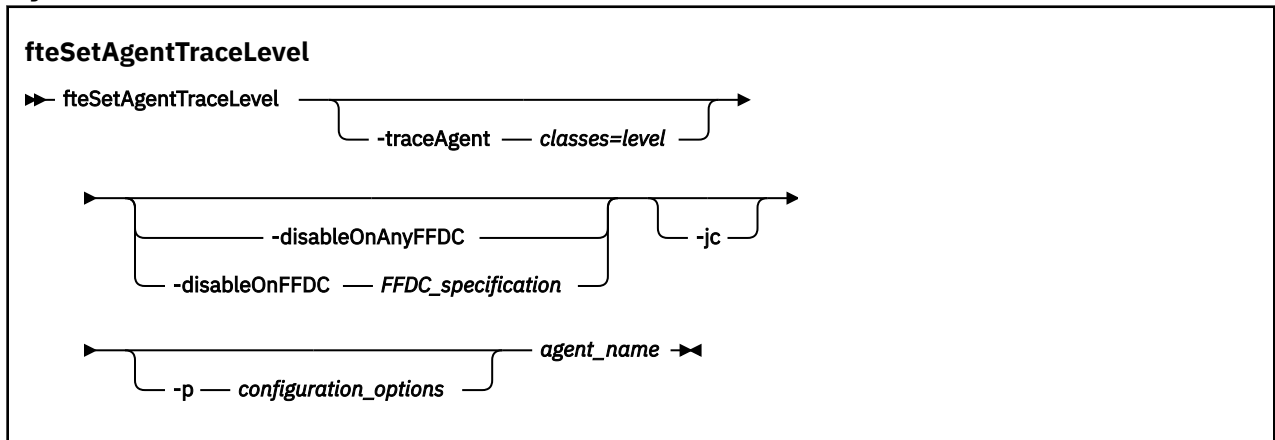 fteSetAgentTraceLevel
fteSetAgentTraceLevel
-traceAgent classes=level
-disableOnAnyFFDC
-jc
-disableOnFFDC FFDC_specification
agent_name
-p configuration_options